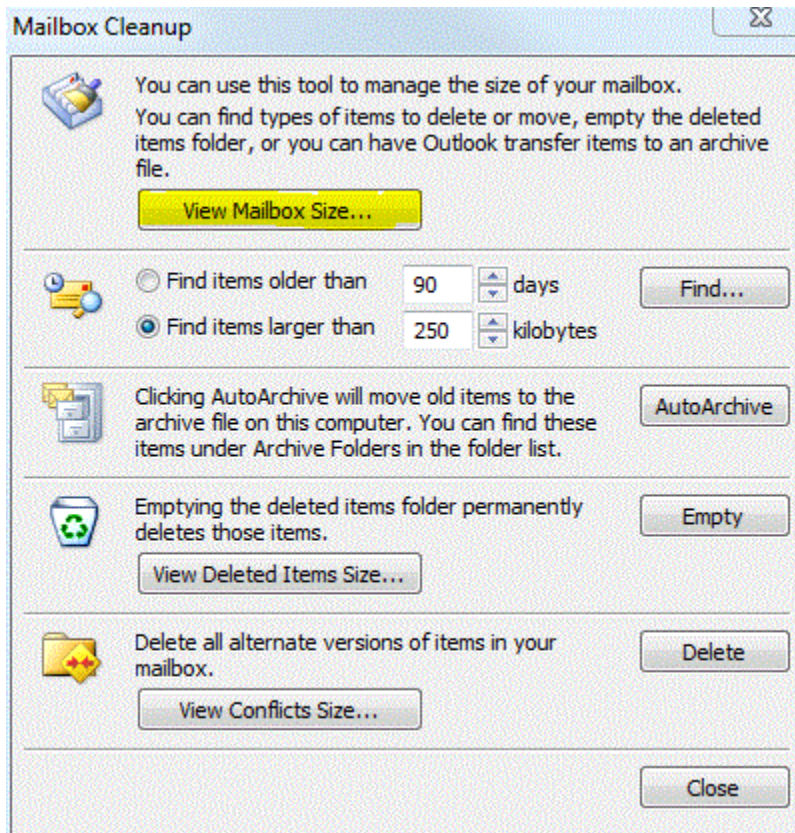 Mailbox Cleanup
You can use this tool to manage the size of your mailbox.
You can find types of items to delete or move, empty the deleted
items folder, or you can have Outlook transfer items to an archive
file.
View Mailbox Size...
Find items older than 90 days
Find...
Find items larger than 250 kilobytes
Clicking AutoArchive will move old items to the
archive file on this computer. You can find these
items under Archive Folders in the folder list.
AutoArchive
Emptying the deleted items folder permanently
deletes those items.
Empty
View Deleted Items Size...
Delete all alternate versions of items in your
mailbox.
Delete
View Conflicts Size...
Close